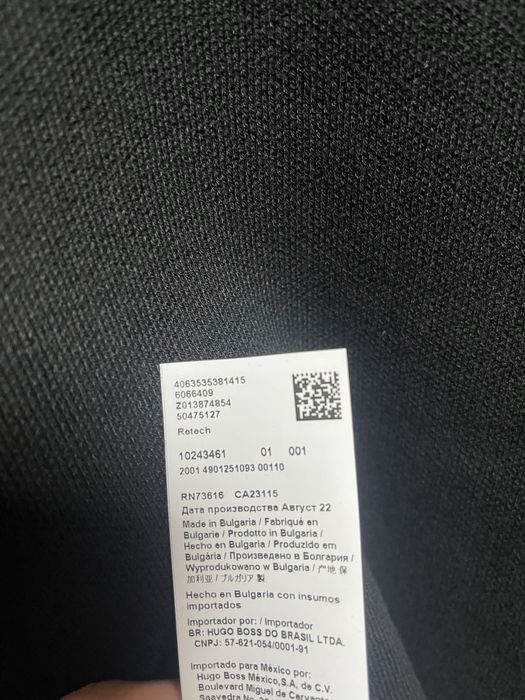 4063535381415
6066409
Z013874854
50475127
Retech
10243461 01 001
2001 4901251093 00110
RN73616 CA23115
Дата производства Август 22
Made in Bulgaria / Fabriqué en
Bulgarie / Prodotto in Bulgaria /
Hecho en Bulgaria / Produzido em
Bulgária / Произведено в Болгария /
Wyprodukowano w Bulgaria / 产地 保
加利亚 / ブルガリア 製
Hecho en Bulgaria con insumos
importados
Importador por: / Importador
BR: HUGO BOSS DO BRASIL LTDA.
CNPJ: 57-621-054/0001-91
Importado para México por:
Hugo Boss México,S.A. de C.V.
Boulevard Miguel de Cervantes
Saavedra No.